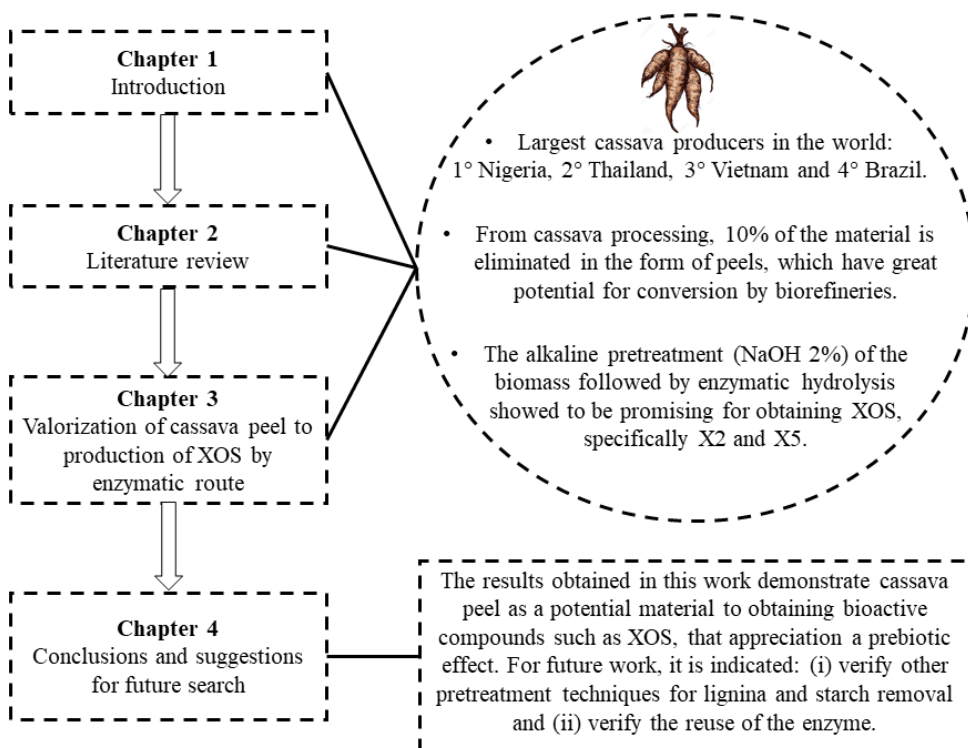 Chapter 1
Introduction
Chapter 2
Literature review
Chapter 3
Valorization of cassava peel to
production of XOS by
enzymatic route
Chapter 4
Conclusions and suggestions
for future search
• Largest cassava producers in the world:
1° Nigeria, 2° Thailand, 3° Vietnam and 4° Brazil.
• From cassava processing, 10% of the material is
eliminated in the form of peels, which have great
potential for conversion by biorefineries.
• The alkaline pretreatment (NaOH 2%) of the
biomass followed by enzymatic hydrolysis
showed to be promising for obtaining XOS,
specifically X2 and X5.
The results obtained in this work demonstrate cassava
peel as a potential material to obtaining bioactive
compounds such as XOS, that appreciation a prebiotic
effect. For future work, it is indicated: (i) verify other
pretreatment techniques for lignina and starch removal
and (ii) verify the reuse of the enzyme.